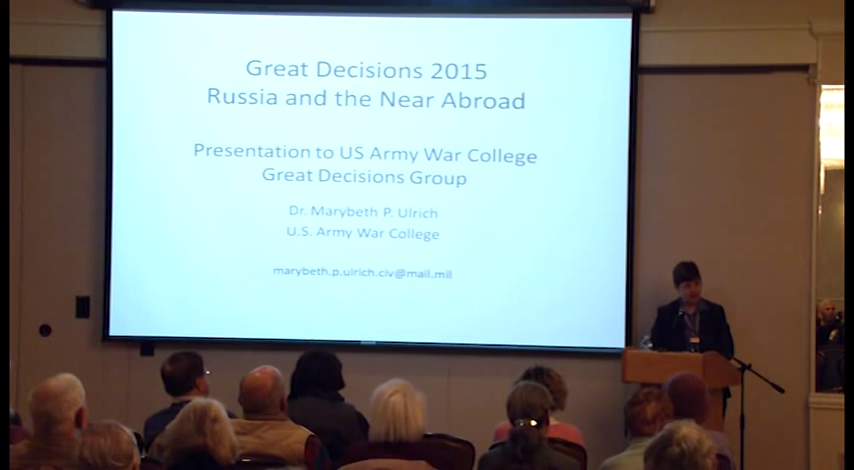 Great Decisions 2015
Russia and the Near Abroad
Presentation to US Army War College
Great Decisions Group
Dr. Marybeth P. Ulrich
U.S. Army War College
marybeth.p.ulrich.civ@mail.mil